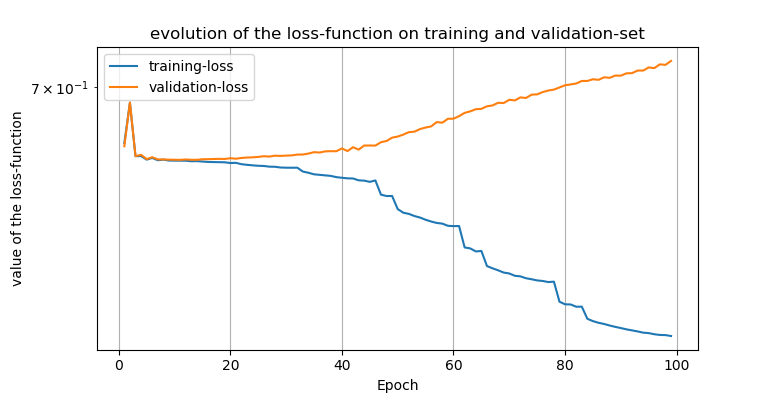 evolution of the loss-function on training and validation-set
training-loss
validation-loss
7 × 10⁻¹
value of the loss-function
0 20 40 60 80 100
Epoch